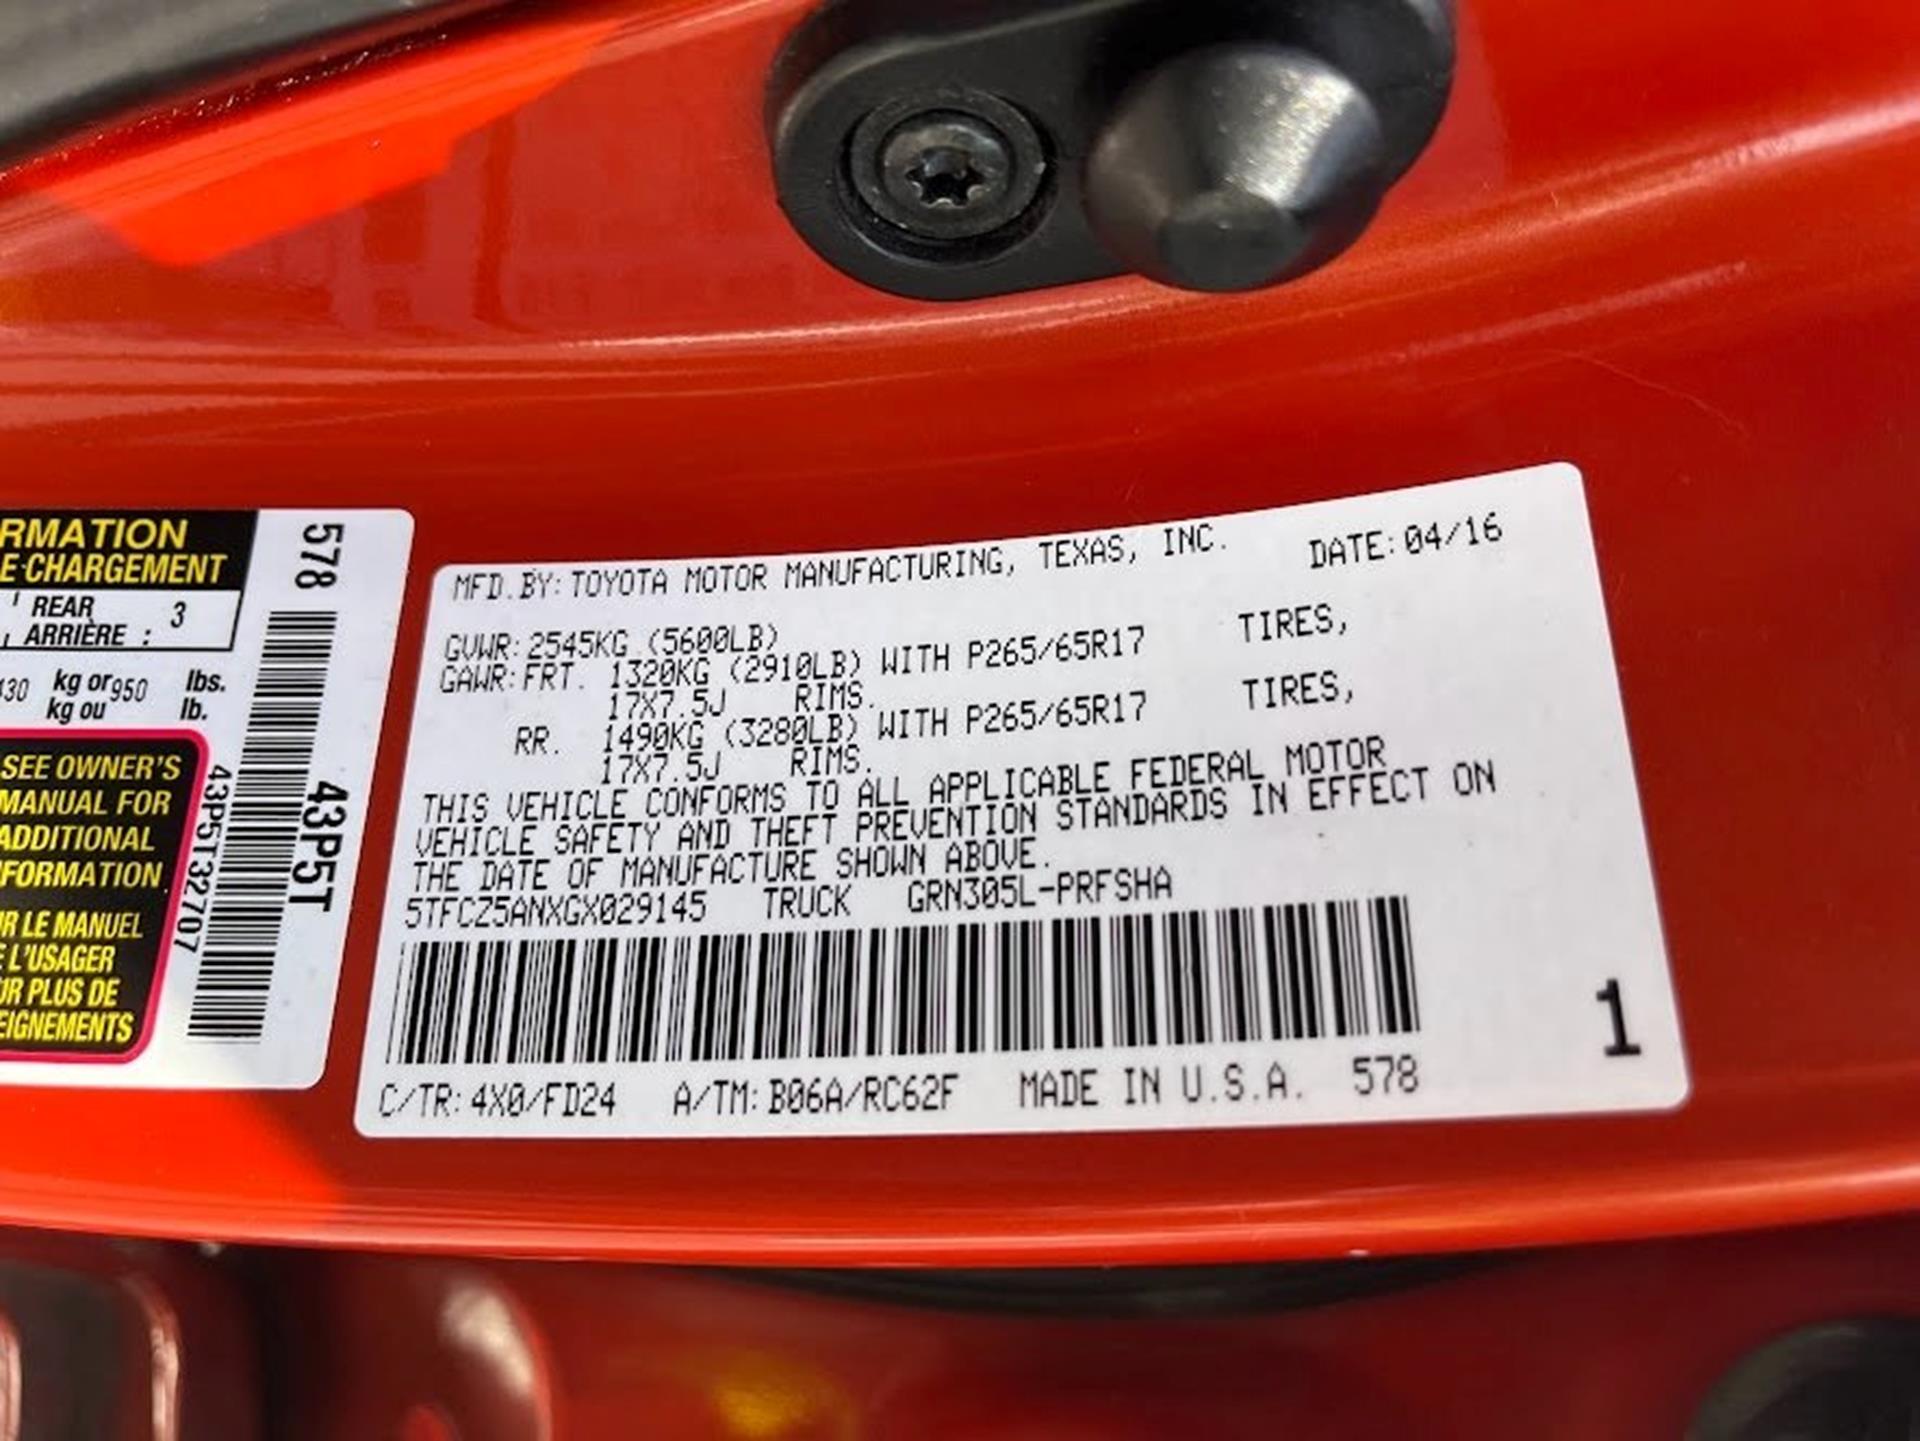 RMATION
E CHARGEMENT
REAR
, ARRIÈRE : 3
430 kg or 950 lbs.
kg ou lb.
SEE OWNER'S
MANUAL FOR
ADDITIONAL
FORMATION
R LE MANUEL
E L'USAGER
UR PLUS DE
EIGNEMENTS
578
43P5T
43P5T32707
MFD.BY:TOYOTA MOTOR MANUFACTURING, TEXAS, INC. DATE:04/16
GVWR:2545KG (5600LB)
GAWR:FRT. 1320KG (2910LB) WITH P265/65R17 TIRES,
17X7.5J RIMS.
RR. 1490KG (3280LB) WITH P265/65R17 TIRES,
17X7.5J RIMS.
THIS VEHICLE CONFORMS TO ALL APPLICABLE FEDERAL MOTOR
VEHICLE SAFETY AND THEFT PREVENTION STANDARDS IN EFFECT ON
THE DATE OF MANUFACTURE SHOWN ABOVE.
5TFCZ5ANXGX029145 TRUCK GRN305L-PRFSHA
C/TR:4X0/FD24 A/TM:B06A/RC62F MADE IN U.S.A. 578
1